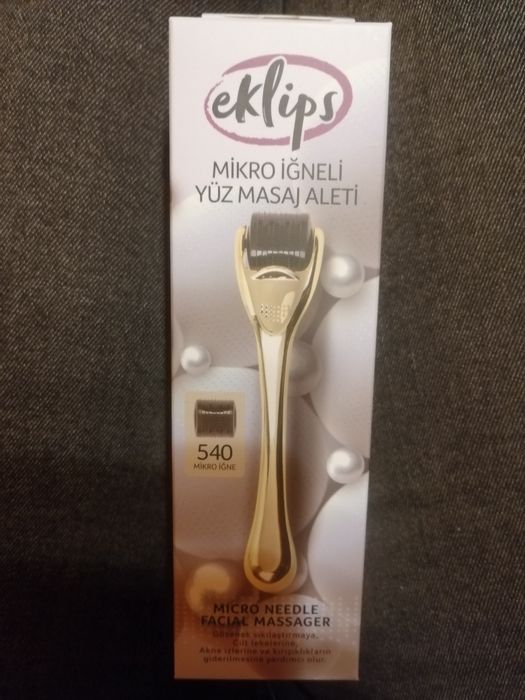 eklips
MİKRO İĞNELİ
YÜZ MASAJ ALETİ
540
MİKRO İĞNE
MICRO NEEDLE
FACIAL MASSAGER
Gözenek sıkılaştırmaya,
Cilt lekelerine,
Akne izlerine ve kırışıklıkların
giderilmesine yardımcı olur.